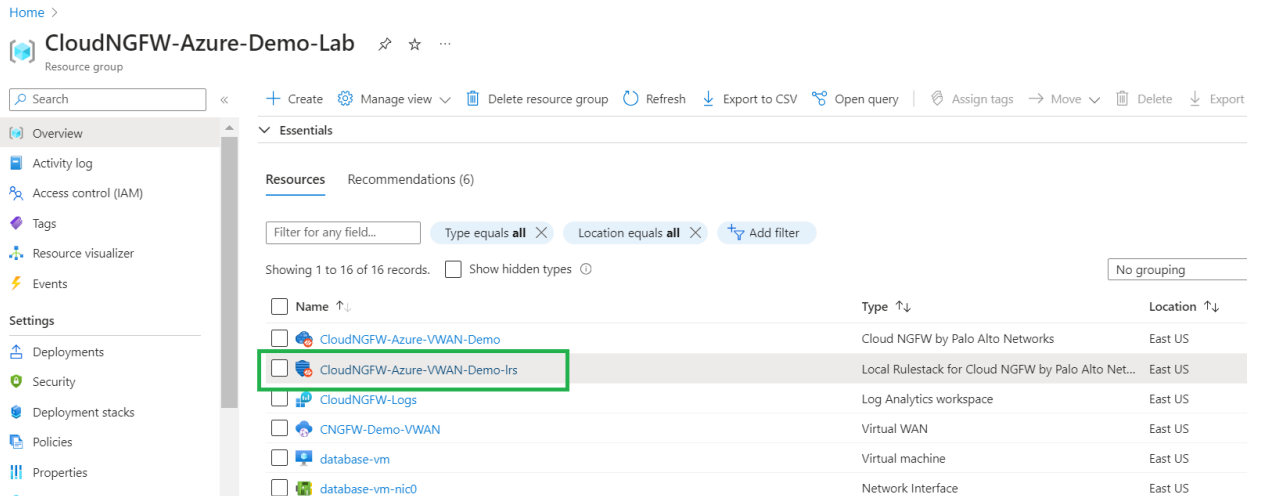 Home >
CloudNGFW-Azure-Demo-Lab ...
Resource group
Search «
Overview
Activity log
Access control (IAM)
Tags
Resource visualizer
Events
Settings
Deployments
Security
Deployment stacks
Policies
Properties
Create Manage view Delete resource group Refresh Export to CSV Open query Assign tags Move Delete Export
Essentials
Resources Recommendations (6)
Filter for any field... Type equals all Location equals all Add filter
Showing 1 to 16 of 16 records. Show hidden types No grouping
Name Type Location
CloudNGFW-Azure-VWAN-Demo Cloud NGFW by Palo Alto Networks East US
CloudNGFW-Azure-VWAN-Demo-lrs Local Rulestack for Cloud NGFW by Palo Alto Net... East US
CloudNGFW-Logs Log Analytics workspace East US
CNGFW-Demo-VWAN Virtual WAN East US
database-vm Virtual machine East US
database-vm-nic0 Network Interface East US